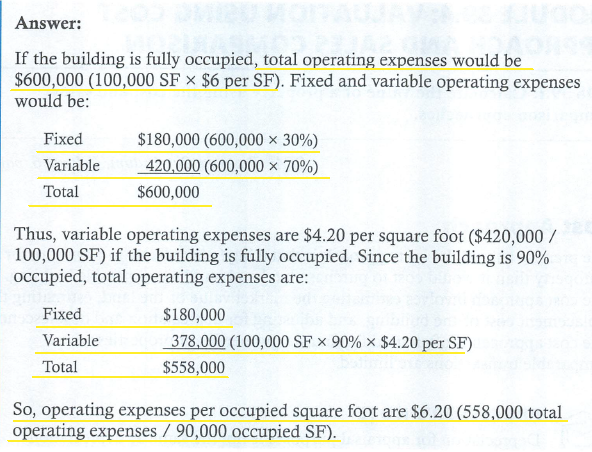 Answer:
If the building is fully occupied, total operating expenses would be
$600,000 (100,000 SF × $6 per SF). Fixed and variable operating expenses
would be:
Fixed $180,000 (600,000 × 30%)
Variable 420,000 (600,000 × 70%)
Total $600,000
Thus, variable operating expenses are $4.20 per square foot ($420,000 /
100,000 SF) if the building is fully occupied. Since the building is 90%
occupied, total operating expenses are:
Fixed $180,000
Variable 378,000 (100,000 SF × 90% × $4.20 per SF)
Total $558,000
So, operating expenses per occupied square foot are $6.20 (558,000 total
operating expenses / 90,000 occupied SF).